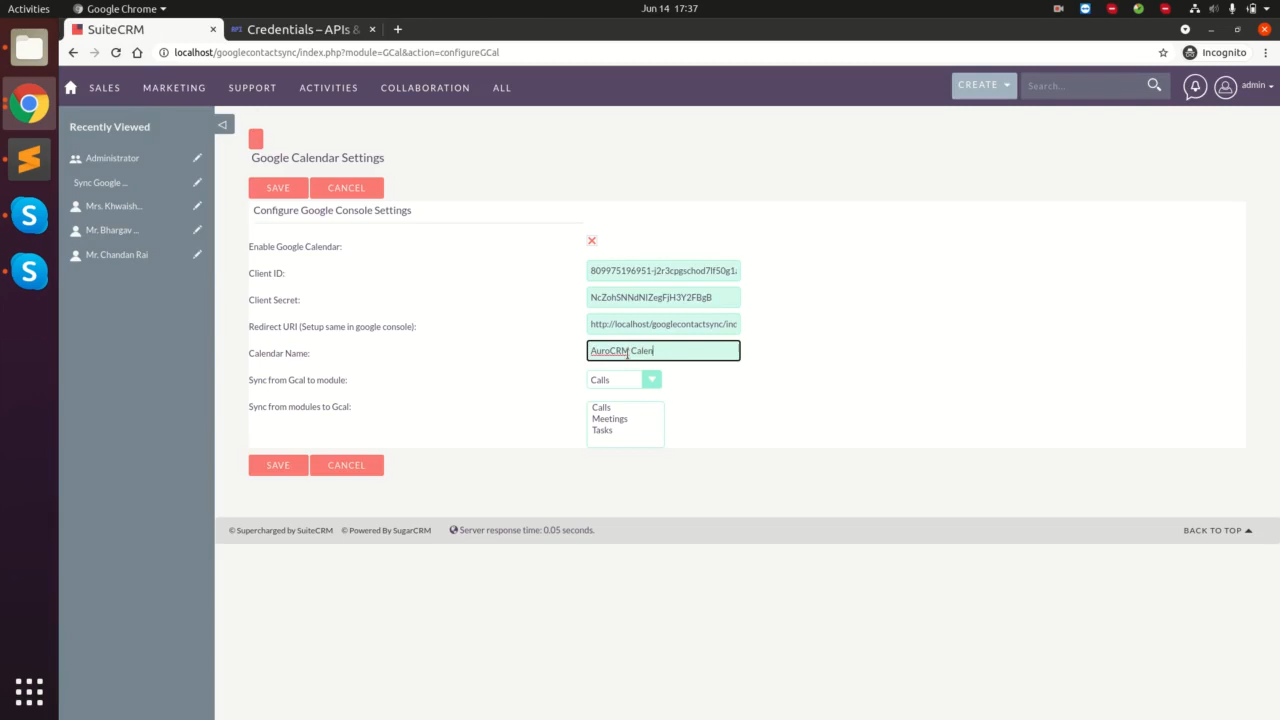 Activities
Google Chrome
Jun 14 17:37
SuiteCRM
Credentials – APIs &
localhost/googlecontactsync/index.php?module=GCal&action=configureGCal
Incognito
SALES
MARKETING
SUPPORT
ACTIVITIES
COLLABORATION
ALL
CREATE
Search...
admin
Recently Viewed
Administrator
Sync Google ...
Mrs. Khwaish...
Mr. Bhargav ...
Mr. Chandan Rai
Google Calendar Settings
SAVE
CANCEL
Configure Google Console Settings
Enable Google Calendar:
Client ID:
809975196951-j2r3cpgschod7lf50g1
Client Secret:
NcZohSNNdNIZegFjH3Y2FBgB
Redirect URI (Setup same in google console):
http://localhost/googlecontactsync/inc
Calendar Name:
AuroCRM Calen
Sync from Gcal to module:
Calls
Sync from modules to Gcal:
Calls
Meetings
Tasks
SAVE
CANCEL
© Supercharged by SuiteCRM
© Powered By SugarCRM
Server response time: 0.05 seconds.
BACK TO TOP